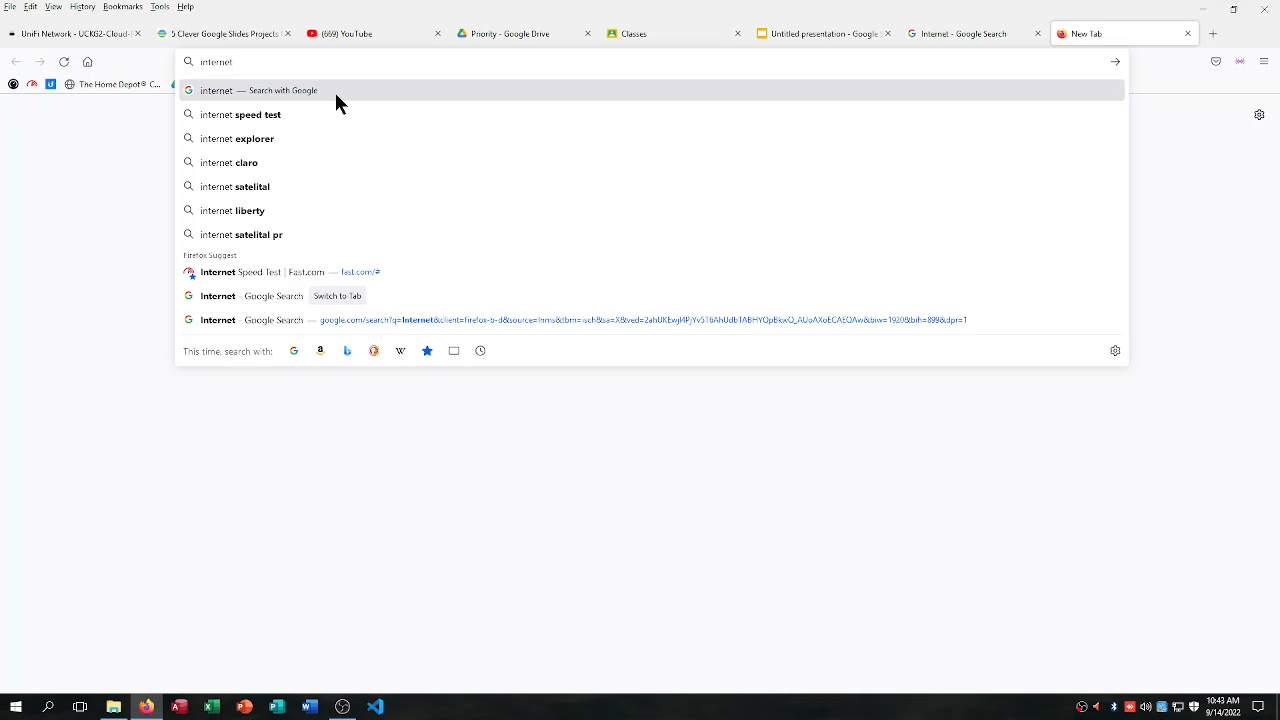 File Edit View History Bookmarks Tools Help
UniFi Network - UCKG2-Cloud-I 5 Clever Google Slides Projects (669) YouTube Priority - Google Drive Classes Untitled presentation - Google Internet - Google Search New Tab
internet
The Home Depot® C...
internet — Search with Google
internet speed test
internet explorer
internet claro
internet satelital
internet liberty
internet satelital pr
Firefox Suggest
Internet Speed Test | Fast.com — fast.com/#
Internet - Google Search Switch to Tab
Internet - Google Search —
This time, search with:
10:43 AM
9/14/2022